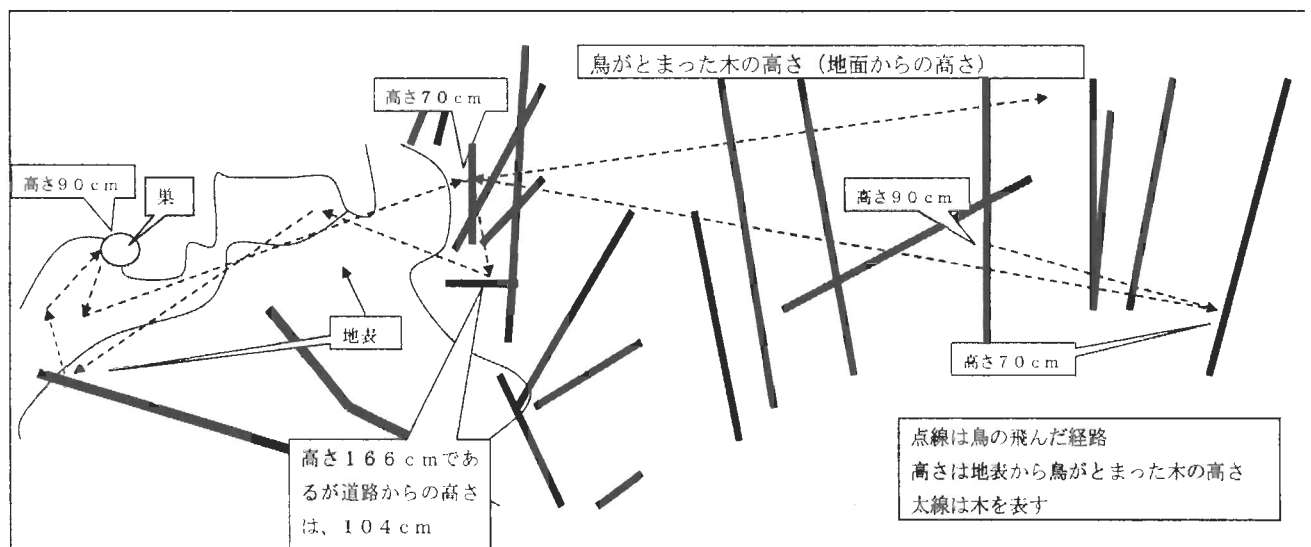 鳥がとまった木の高さ（地面からの高さ）
高さ70cm
高さ90cm
巣
高さ90cm
地表
高さ70cm
高さ166cmであ
るが道路からの高さ
は、104cm
点線は鳥の飛んだ経路
高さは地表から鳥がとまった木の高さ
太線は木を表す